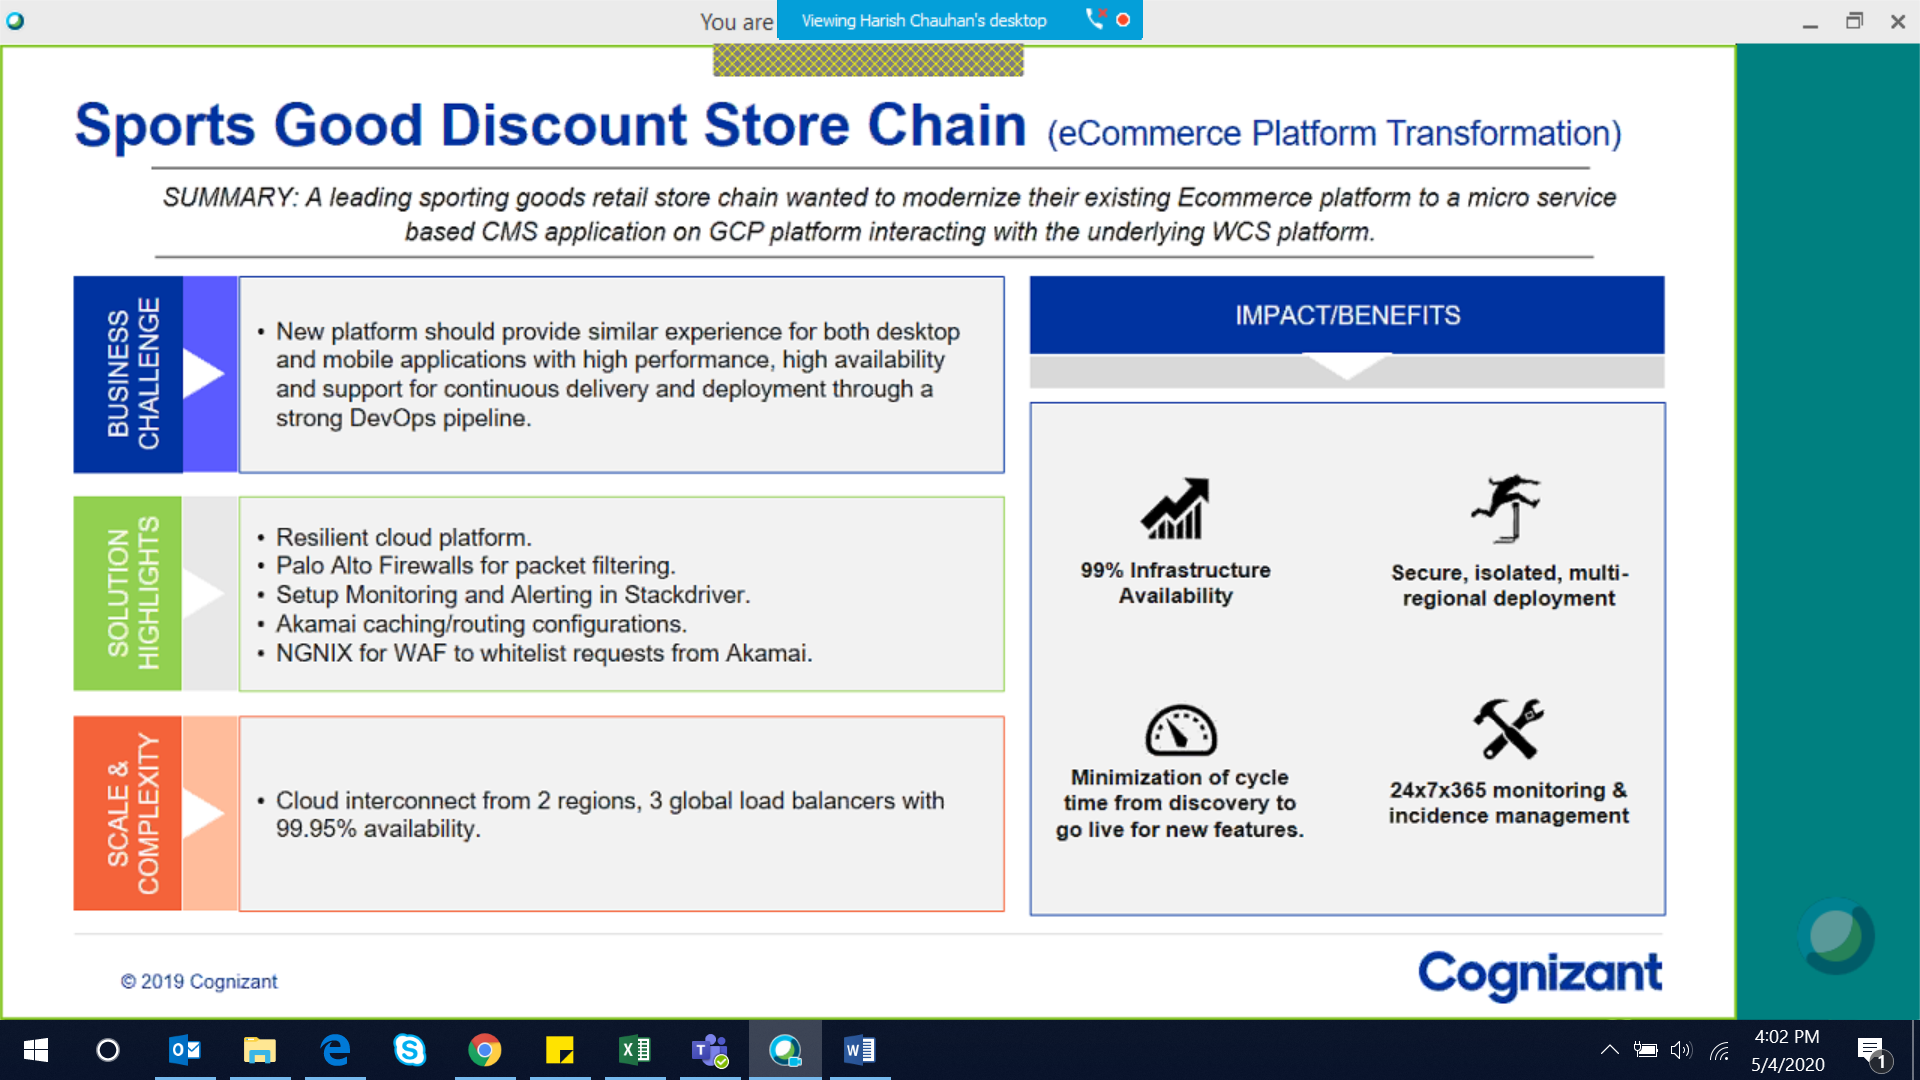 You are
Viewing Harish Chauhan's desktop
Sports Good Discount Store Chain (eCommerce Platform Transformation)
SUMMARY: A leading sporting goods retail store chain wanted to modernize their existing Ecommerce platform to a micro service
based CMS application on GCP platform interacting with the underlying WCS platform.
BUSINESS
CHALLENGE
• New platform should provide similar experience for both desktop
and mobile applications with high performance, high availability
and support for continuous delivery and deployment through a
strong DevOps pipeline.
SOLUTION
HIGHLIGHTS
• Resilient cloud platform.
• Palo Alto Firewalls for packet filtering.
• Setup Monitoring and Alerting in Stackdriver.
• Akamai caching/routing configurations.
• NGNIX for WAF to whitelist requests from Akamai.
SCALE &
COMPLEXITY
• Cloud interconnect from 2 regions, 3 global load balancers with
99.95% availability.
IMPACT/BENEFITS
99% Infrastructure
Availability
Secure, isolated, multi-
regional deployment
Minimization of cycle
time from discovery to
go live for new features.
24x7x365 monitoring &
incidence management
© 2019 Cognizant
Cognizant
4:02 PM
5/4/2020
1